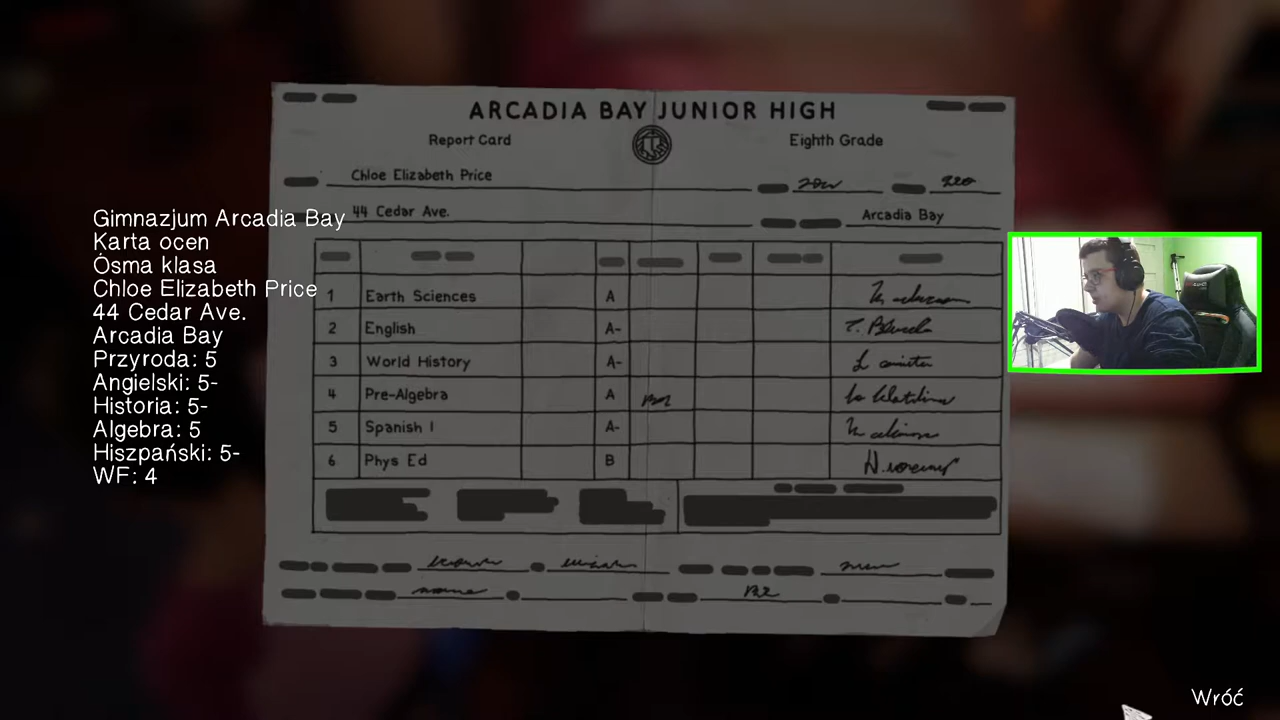 ARCADIA BAY JUNIOR HIGH
Report Card
Eighth Grade
Chloe Elizabeth Price
44 Cedar Ave.
Arcadia Bay
1 Earth Sciences A
2 English A-
3 World History A-
4 Pre-Algebra A
5 Spanish 1 A-
6 Phys Ed B
Gimnazjum Arcadia Bay
Karta ocen
Ósma klasa
Chloe Elizabeth Price
44 Cedar Ave.
Arcadia Bay
Przyroda: 5
Angielski: 5-
Historia: 5-
Algebra: 5
Hiszpański: 5-
WF: 4
Wróć